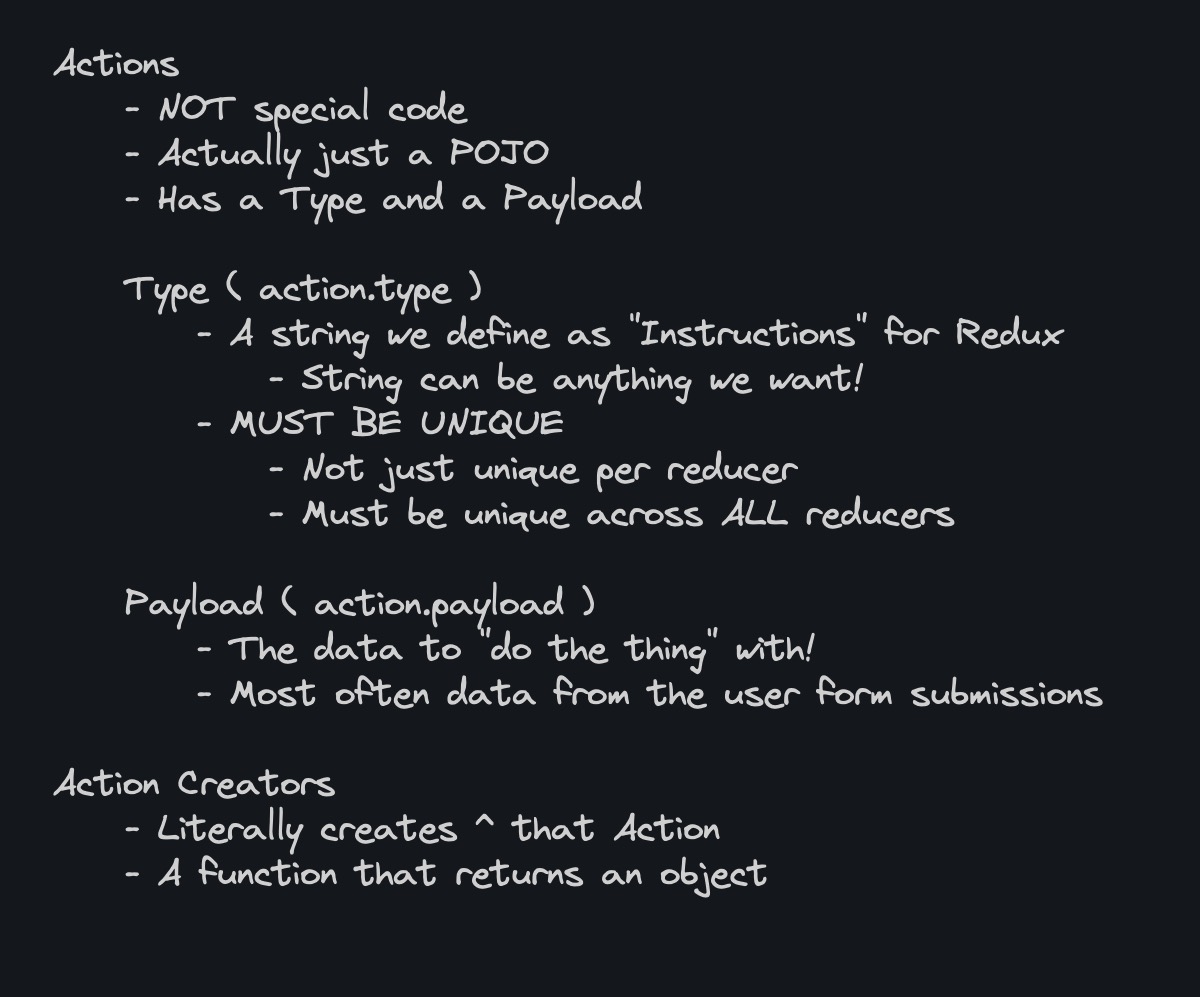 Actions
- NOT special code
- Actually just a POJO
- Has a Type and a Payload
Type ( action.type )
- A string we define as "Instructions" for Redux
- String can be anything we want!
- MUST BE UNIQUE
- Not just unique per reducer
- Must be unique across ALL reducers
Payload ( action.payload )
- The data to "do the thing" with!
- Most often data from the user form submissions
Action Creators
- Literally creates ^ that Action
- A function that returns an object